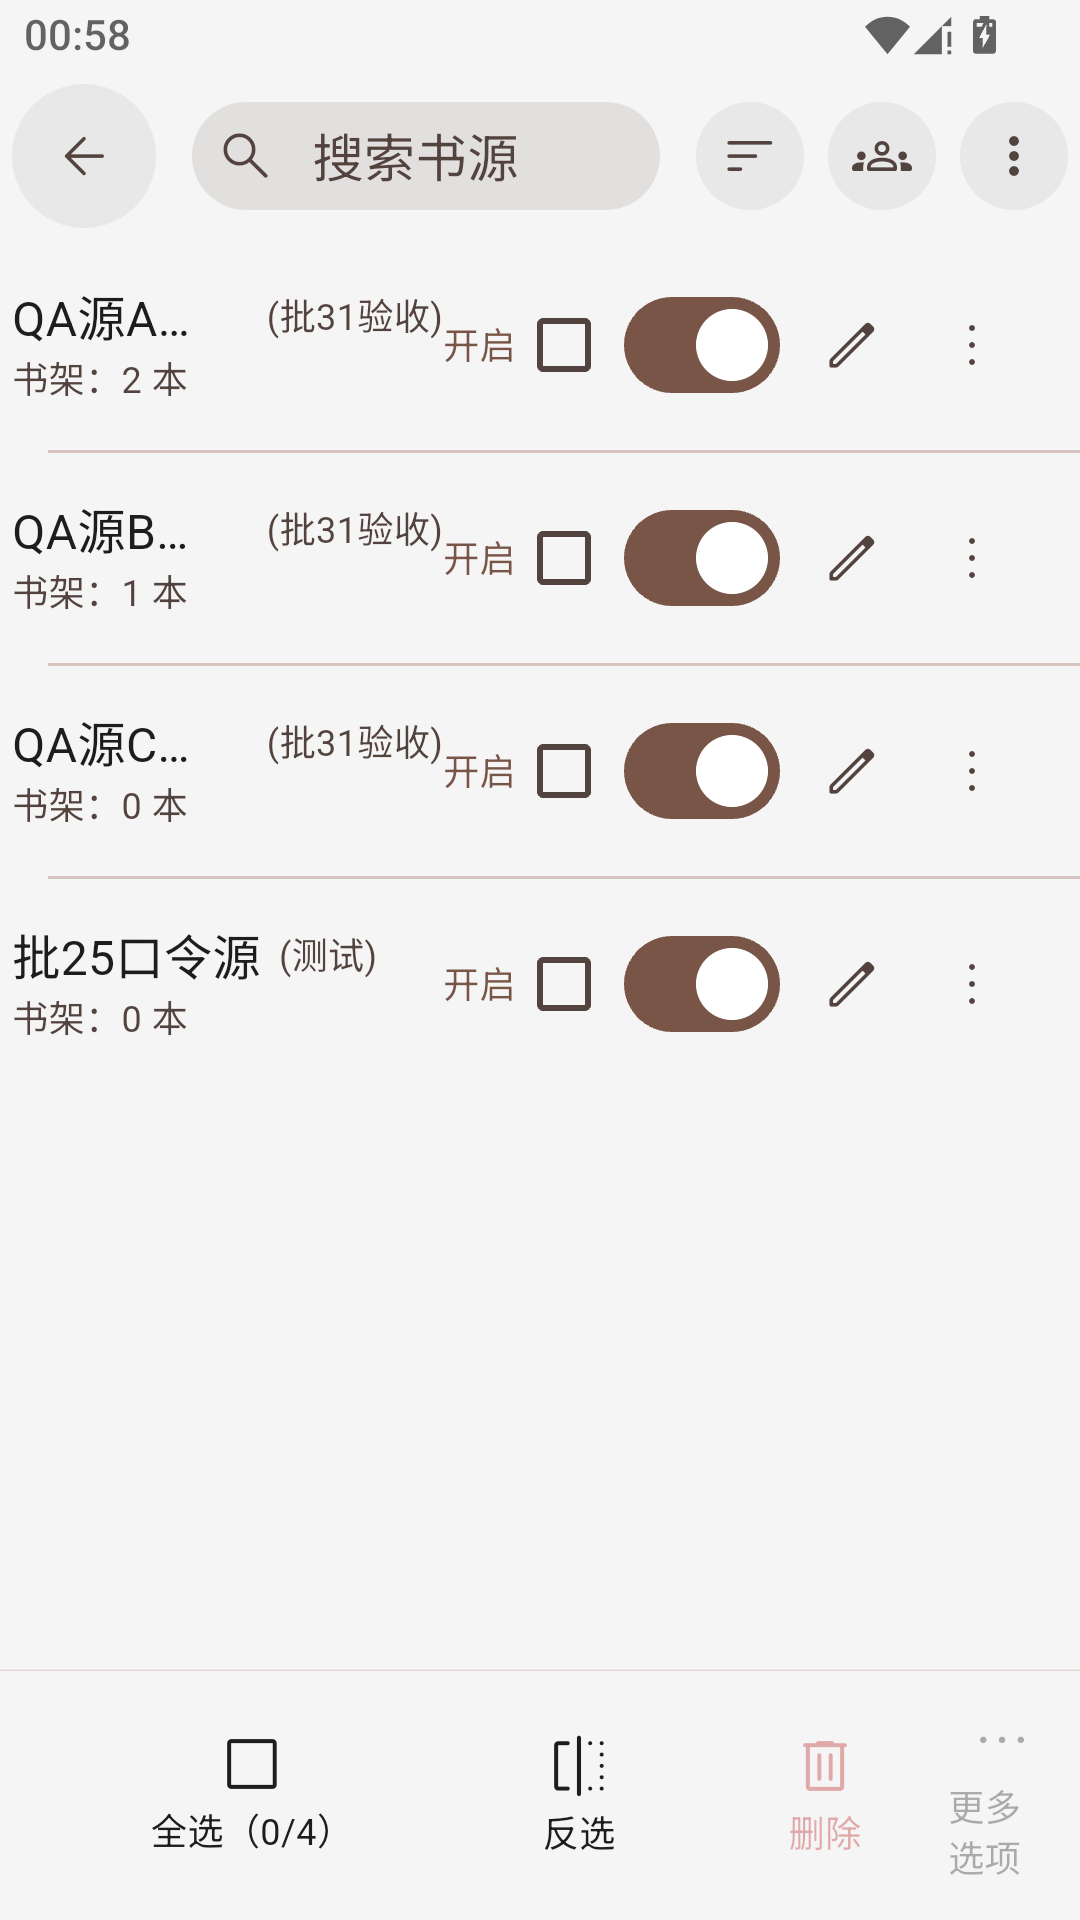 00:58
搜索书源
QA源A... (批31验收)
开启
书架：2 本
QA源B... (批31验收)
开启
书架：1 本
QA源C... (批31验收)
开启
书架：0 本
批25口令源 (测试)
开启
书架：0 本
全选（0/4）
反选
删除
更多
选项